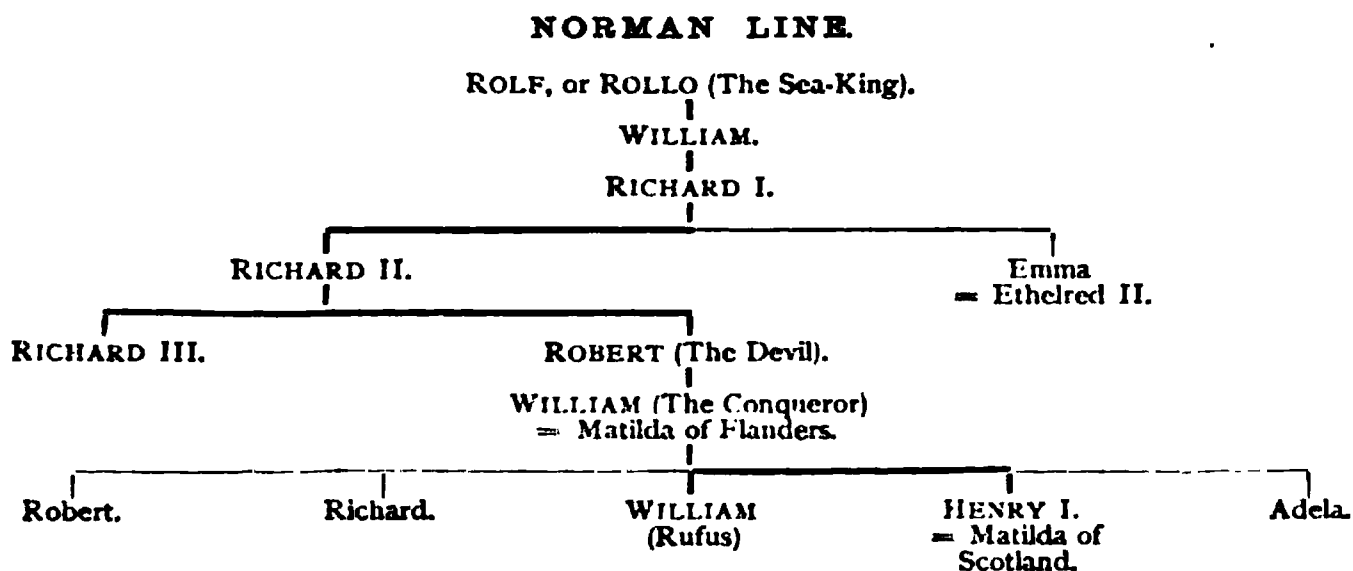 NORMAN LINE.
ROLF, or ROLLO (The Sea-King).
WILLIAM.
RICHARD I.
RICHARD II.
Emma
= Ethelred II.
RICHARD III.
ROBERT (The Devil).
WILLIAM (The Conqueror)
= Matilda of Flanders.
Robert.
Richard.
WILLIAM
(Rufus)
HENRY I.
= Matilda of
Scotland.
Adela.